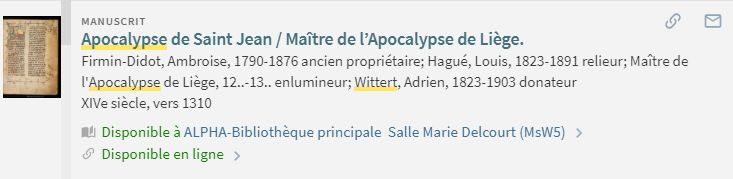 MANUSCRIT
Apocalypse de Saint Jean / Maître de l’Apocalypse de Liège.
Firmin-Didot, Ambroise, 1790-1876 ancien propriétaire; Hagué, Louis, 1823-1891 relieur; Maître de
l'Apocalypse de Liège, 12..-13.. enlumineur; Wittert, Adrien, 1823-1903 donateur
XIVe siècle, vers 1310
Disponible à ALPHA-Bibliothèque principale Salle Marie Delcourt (MsW5)
Disponible en ligne